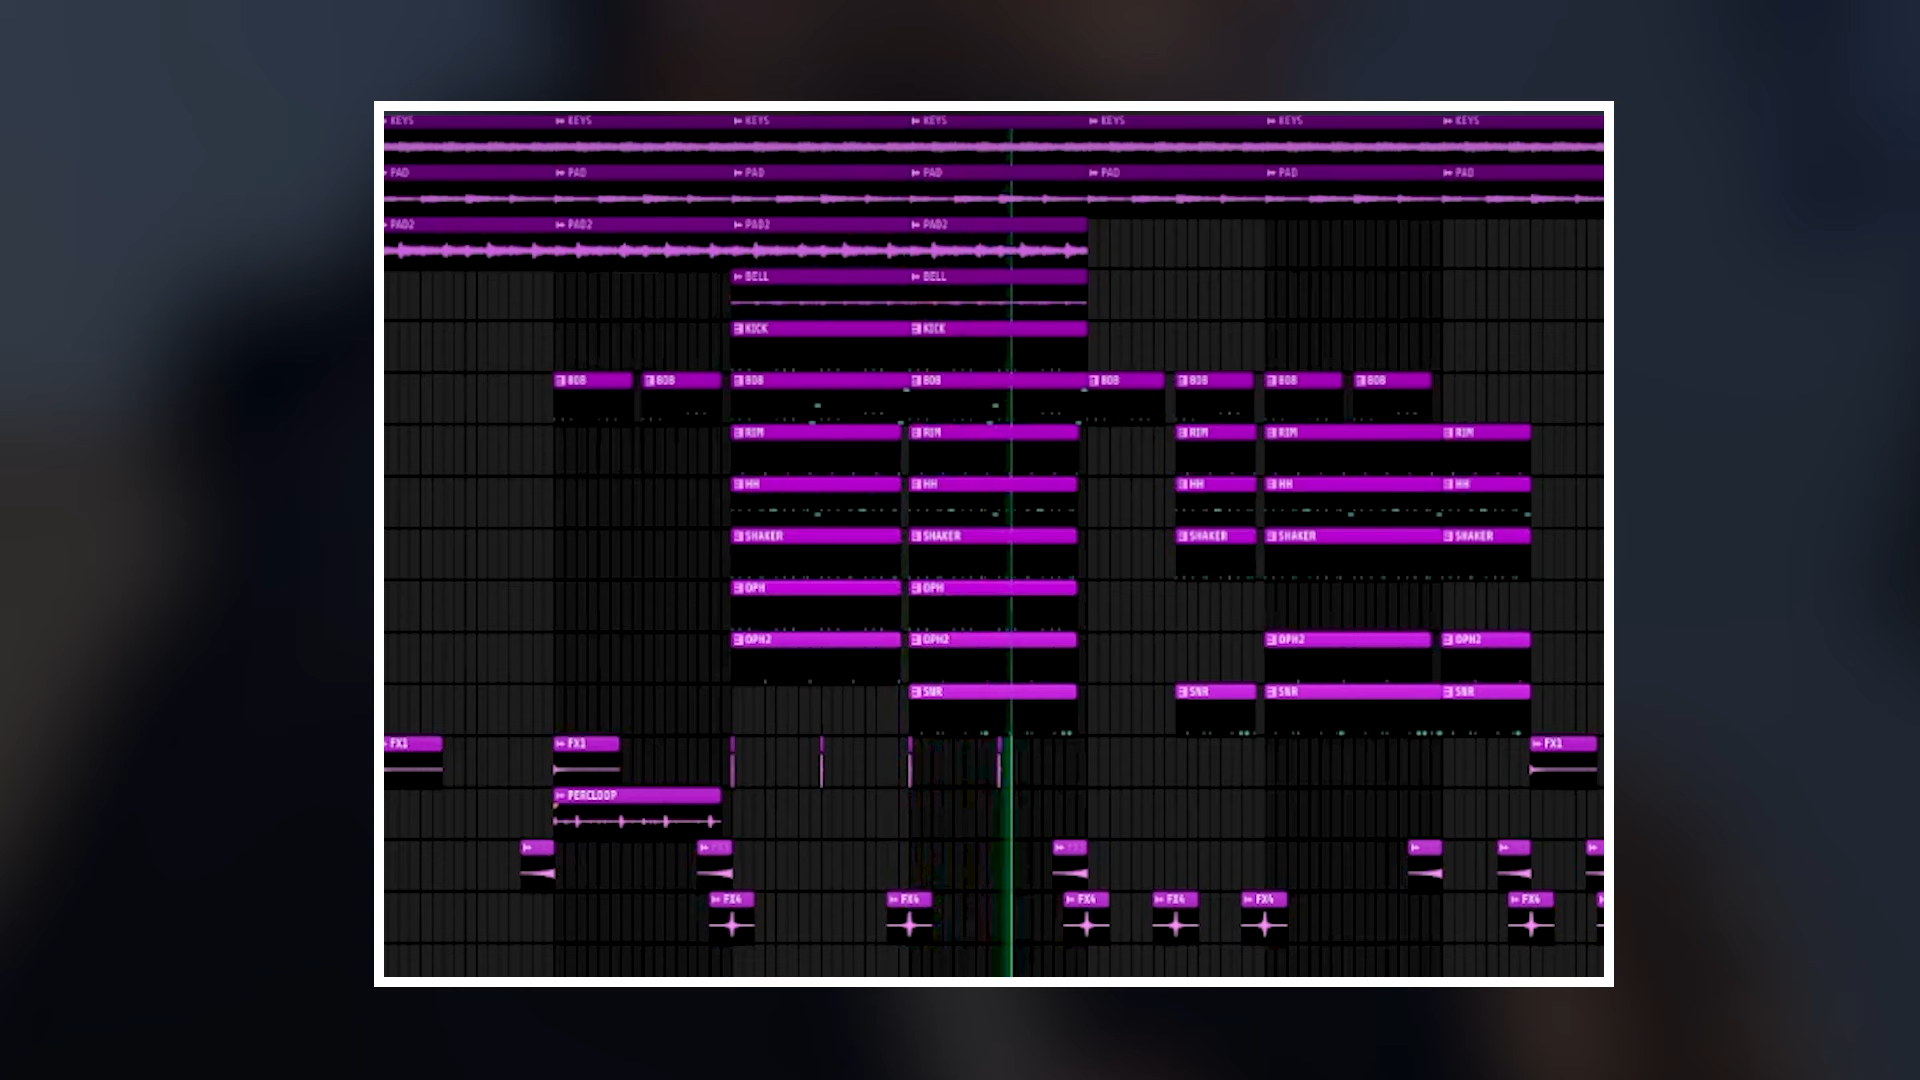 KEYS KEYS KEYS KEYS KEYS KEYS KEYS
PAD PAD PAD PAD PAD PAD PAD
PAD2 PAD2 PAD2 PAD2
BELL BELL
KICK KICK
808 808 808 808 808 808 808 808
RIM RIM RIM RIM RIM
HH HH HH HH HH
SHAKER SHAKER SHAKER SHAKER SHAKER
OPH OPH
OPH2 OPH2 OPH2 OPH2
SNR SNR SNR SNR
FX1 FX1 FX1
PERCLOOP
FX4 FX4 FX4 FX4 FX4 FX4